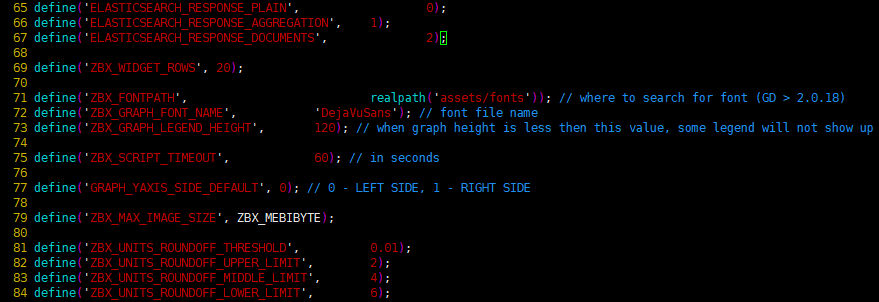 65 define('ELASTICSEARCH_RESPONSE_PLAIN', 0);
66 define('ELASTICSEARCH_RESPONSE_AGGREGATION', 1);
67 define('ELASTICSEARCH_RESPONSE_DOCUMENTS', 2);
68
69 define('ZBX_WIDGET_ROWS', 20);
70
71 define('ZBX_FONTPATH', realpath('assets/fonts')); // where to search for font (GD > 2.0.18)
72 define('ZBX_GRAPH_FONT_NAME', 'DejaVuSans'); // font file name
73 define('ZBX_GRAPH_LEGEND_HEIGHT', 120); // when graph height is less then this value, some legend will not show up
74
75 define('ZBX_SCRIPT_TIMEOUT', 60); // in seconds
76
77 define('GRAPH_YAXIS_SIDE_DEFAULT', 0); // 0 - LEFT SIDE, 1 - RIGHT SIDE
78
79 define('ZBX_MAX_IMAGE_SIZE', ZBX_MEBIBYTE);
80
81 define('ZBX_UNITS_ROUNDOFF_THRESHOLD', 0.01);
82 define('ZBX_UNITS_ROUNDOFF_UPPER_LIMIT', 2);
83 define('ZBX_UNITS_ROUNDOFF_MIDDLE_LIMIT', 4);
84 define('ZBX_UNITS_ROUNDOFF_LOWER_LIMIT', 6);